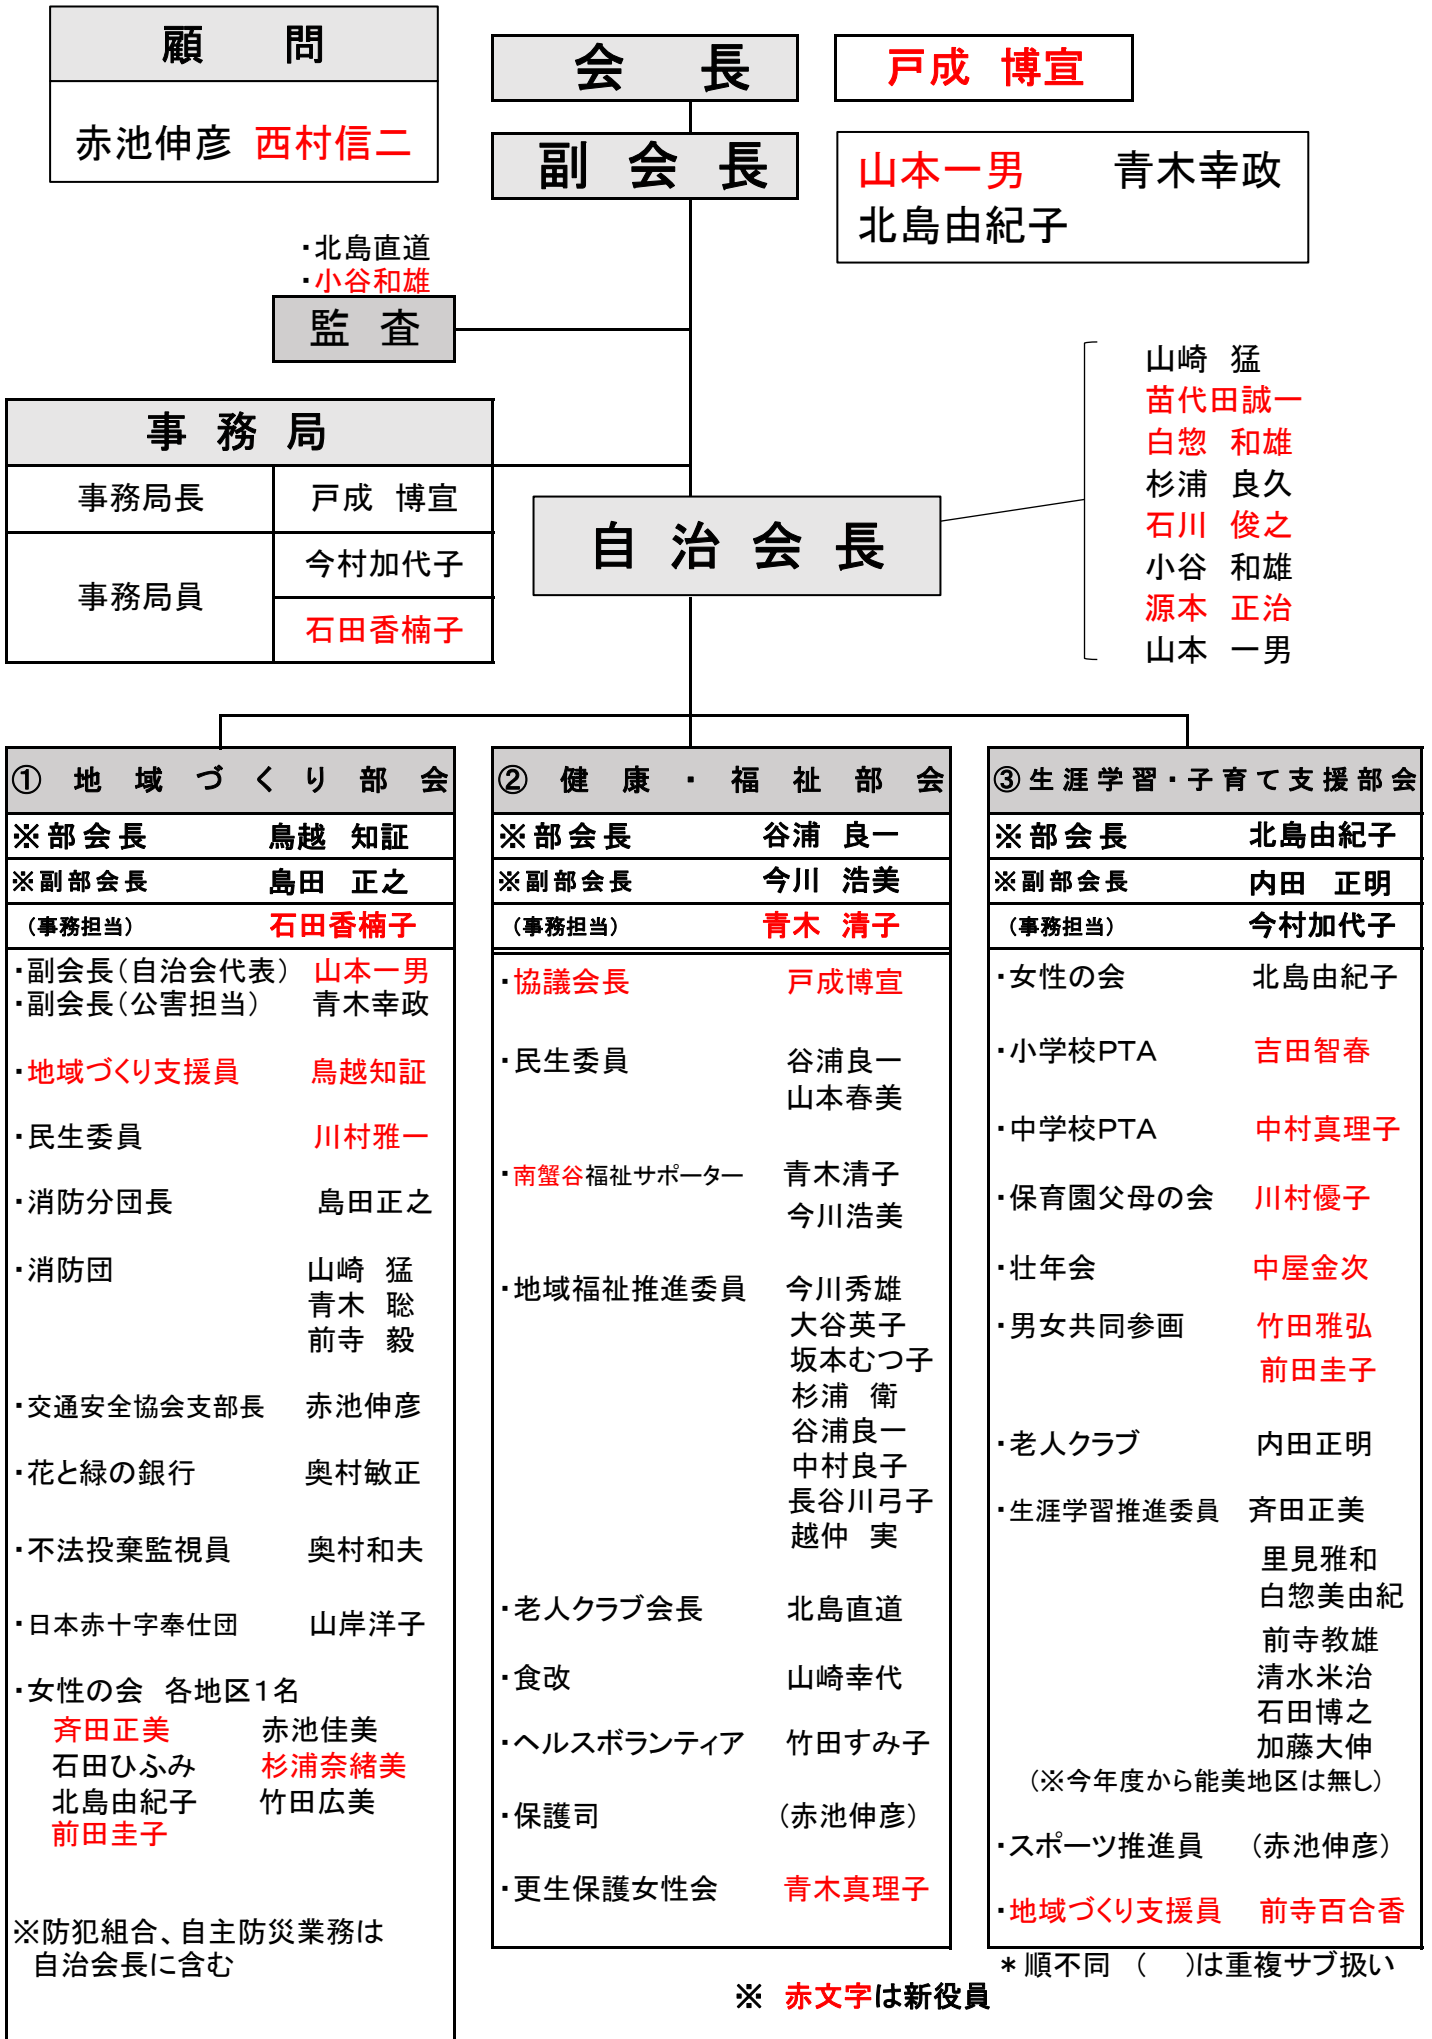 顧　問
赤池伸彦 西村信二
会　長
戸成　博宣
副 会 長
山本一男　青木幸政
北島由紀子
・北島直道
・小谷和雄
監 査
事 務 局
事務局長　戸成　博宣
事務局員　今村加代子
石田香楠子
自 治 会 長
山崎　猛
苗代田誠一
白惣　和雄
杉浦　良久
石川　俊之
小谷　和雄
源本　正治
山本　一男
① 地 域 づ く り 部 会
※部会長　鳥越　知証
※副部会長　島田　正之
（事務担当）　石田香楠子
・副会長（自治会代表）　山本一男
・副会長（公害担当）　青木幸政
・地域づくり支援員　鳥越知証
・民生委員　川村雅一
・消防分団長　島田正之
・消防団　山崎　猛
青木　聡
前寺　毅
・交通安全協会支部長　赤池伸彦
・花と緑の銀行　奥村敏正
・不法投棄監視員　奥村和夫
・日本赤十字奉仕団　山岸洋子
・女性の会　各地区１名
斉田正美　赤池佳美
石田ひふみ　杉浦奈緒美
北島由紀子　竹田広美
前田圭子
※防犯組合、自主防災業務は
自治会長に含む
② 健 康 ・ 福 祉 部 会
※部会長　谷浦　良一
※副部会長　今川　浩美
（事務担当）　青木　清子
・協議会長　戸成博宣
・民生委員　谷浦良一
山本春美
・南蟹谷福祉サポーター　青木清子
今川浩美
・地域福祉推進委員　今川秀雄
大谷英子
坂本むつ子
杉浦　衛
谷浦良一
中村良子
長谷川弓子
越仲　実
・老人クラブ会長　北島直道
・食改　山崎幸代
・ヘルスボランティア　竹田すみ子
・保護司　（赤池伸彦）
・更生保護女性会　青木真理子
③ 生 涯 学 習 ・ 子 育 て 支 援 部 会
※部会長　北島由紀子
※副部会長　内田　正明
（事務担当）　今村加代子
・女性の会　北島由紀子
・小学校ＰＴＡ　吉田智春
・中学校ＰＴＡ　中村真理子
・保育園父母の会　川村優子
・壮年会　中屋金次
・男女共同参画　竹田雅弘
前田圭子
・老人クラブ　内田正明
・生涯学習推進委員　斉田正美
里見雅和
白惣美由紀
前寺教雄
清水米治
石田博之
加藤大伸
（※今年度から能美地区は無し）
・スポーツ推進員　（赤池伸彦）
・地域づくり支援員　前寺百合香
＊順不同　（　）は重複サブ扱い
※　赤文字は新役員